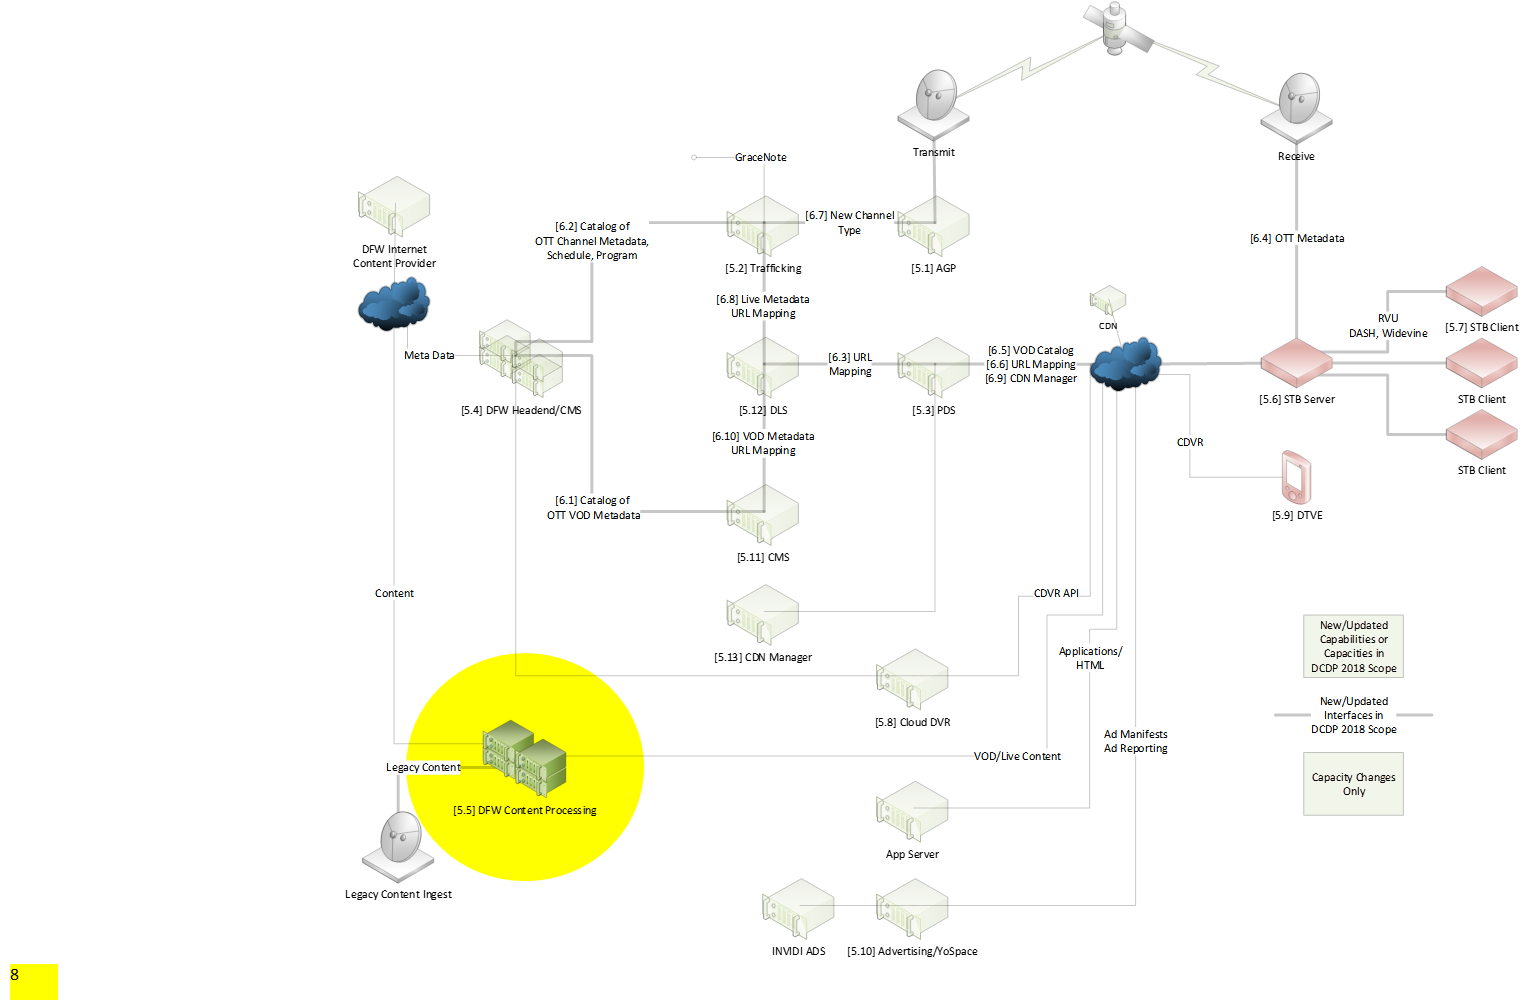 GraceNote
Transmit
Receive
[6.7] New Channel
Type
[6.2] Catalog of
OTT Channel Metadata,
Schedule, Program
DFW Internet
Content Provider
[5.2] Trafficking
[5.1] AGP
[6.4] OTT Metadata
[6.8] Live Metadata
URL Mapping
CDN
RVU
DASH, Widevine
[5.7] STB Client
Meta Data
[6.3] URL
Mapping
[6.5] VOD Catalog
[6.6] URL Mapping
[6.9] CDN Manager
[5.4] DFW Headend/CMS
[5.12] DLS
[5.3] PDS
[5.6] STB Server
STB Client
[6.10] VOD Metadata
URL Mapping
CDVR
STB Client
[6.1] Catalog of
OTT VOD Metadata
[5.9] DTVE
[5.11] CMS
Content
CDVR API
[5.13] CDN Manager
Applications/
HTML
New/Updated
Capabilities or
Capacities in
DCDP 2018 Scope
[5.8] Cloud DVR
New/Updated
Interfaces in
DCDP 2018 Scope
Ad Manifests
Ad Reporting
VOD/Live Content
Legacy Content
Capacity Changes
Only
[5.5] DFW Content Processing
App Server
Legacy Content Ingest
INVIDI ADS
[5.10] Advertising/YoSpace
8